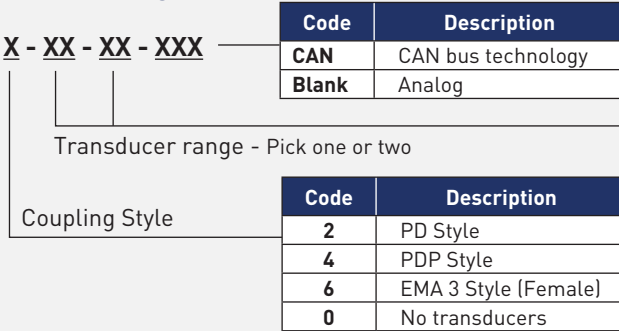 Code Description
X - XX - XX - XXX
CAN CAN bus technology
Blank Analog
Transducer range - Pick one or two
Code Description
Coupling Style
2 PD Style
4 PDP Style
6 EMA 3 Style (Female)
0 No transducers